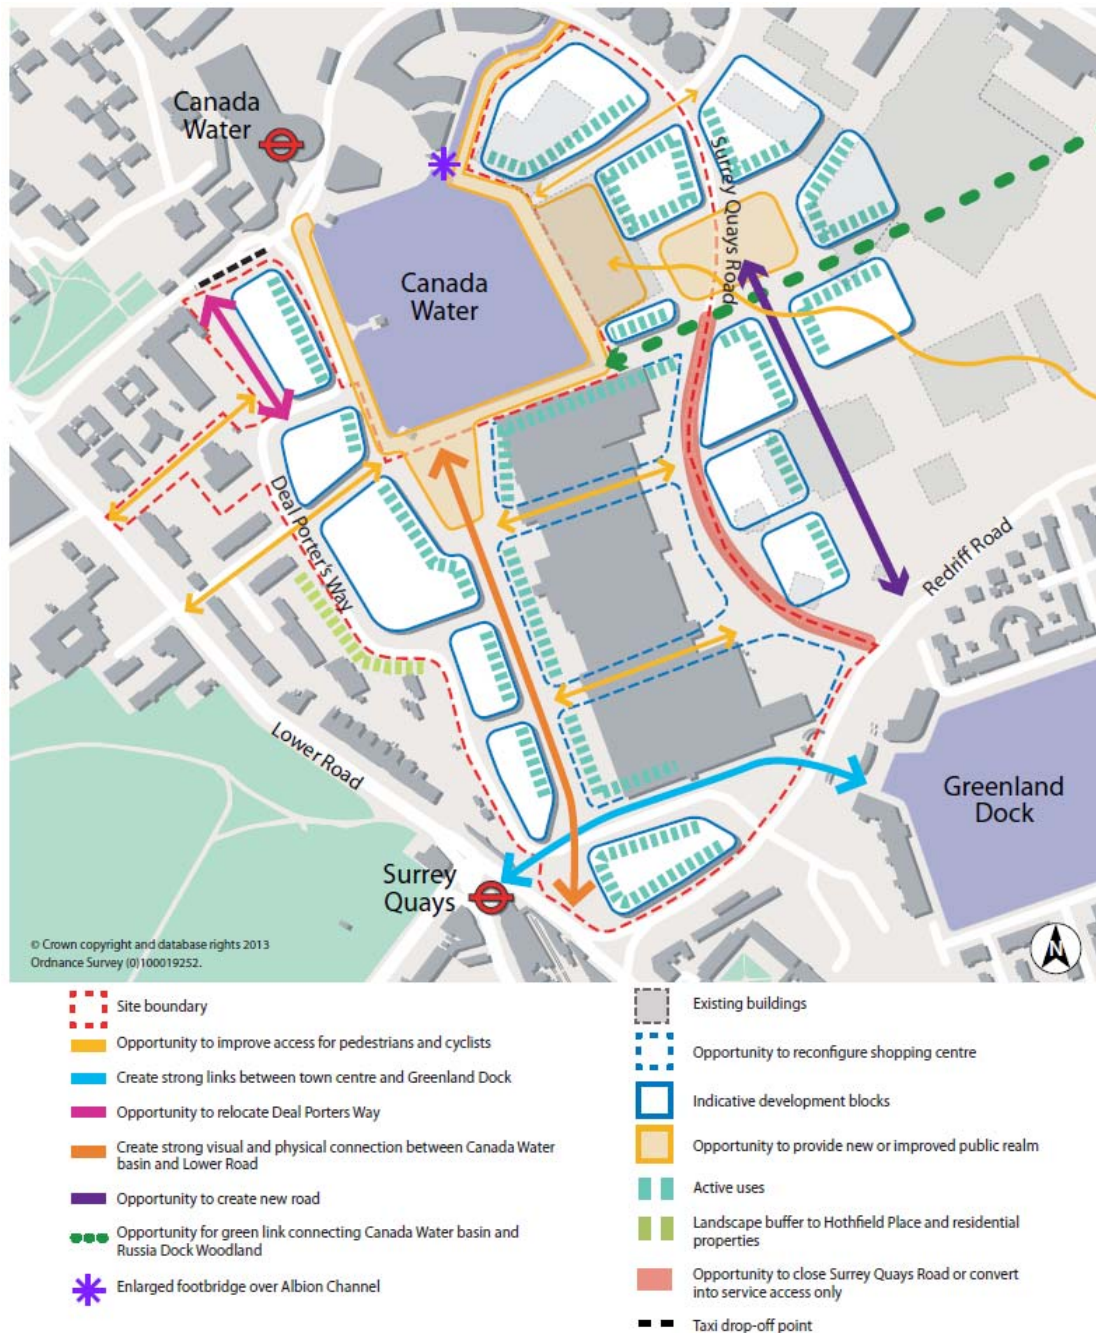 Canada
Water
Canada
Water
Surrey Quays Road
Deal Porter's Way
Redriff Road
Lower Road
Greenland
Dock
Surrey
Quays
N
© Crown copyright and database rights 2013
Ordnance Survey (0)100019252.
Site boundary
Opportunity to improve access for pedestrians and cyclists
Create strong links between town centre and Greenland Dock
Opportunity to relocate Deal Porters Way
Create strong visual and physical connection between Canada Water
basin and Lower Road
Opportunity to create new road
Opportunity for green link connecting Canada Water basin and
Russia Dock Woodland
Enlarged footbridge over Albion Channel
Existing buildings
Opportunity to reconfigure shopping centre
Indicative development blocks
Opportunity to provide new or improved public realm
Active uses
Landscape buffer to Hothfield Place and residential
properties
Opportunity to close Surrey Quays Road or convert
into service access only
Taxi drop-off point